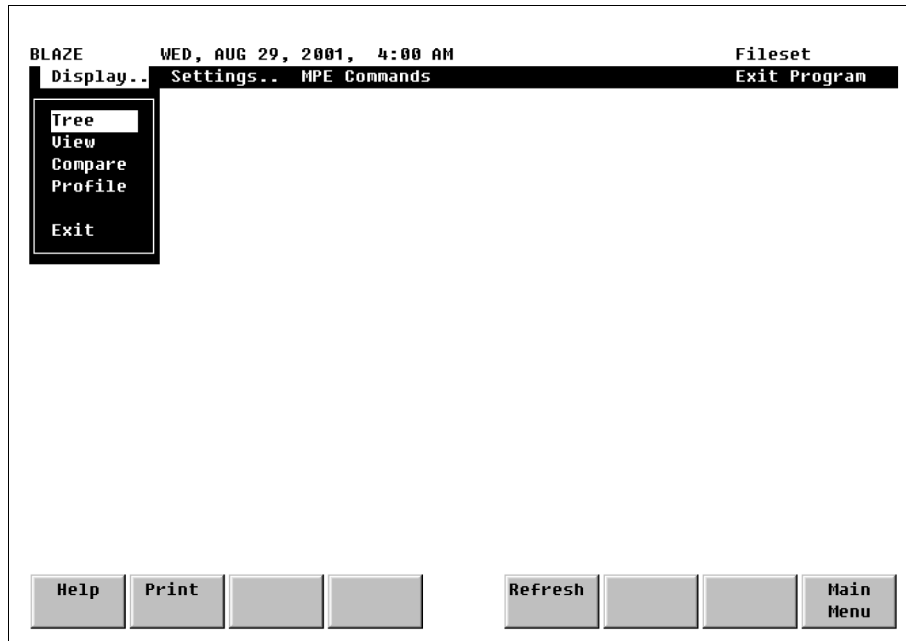 BLAZE WED, AUG 29, 2001, 4:00 AM Fileset
Display.. Settings.. MPE Commands Exit Program
Tree
View
Compare
Profile
Exit
Help Print Refresh Main
Menu